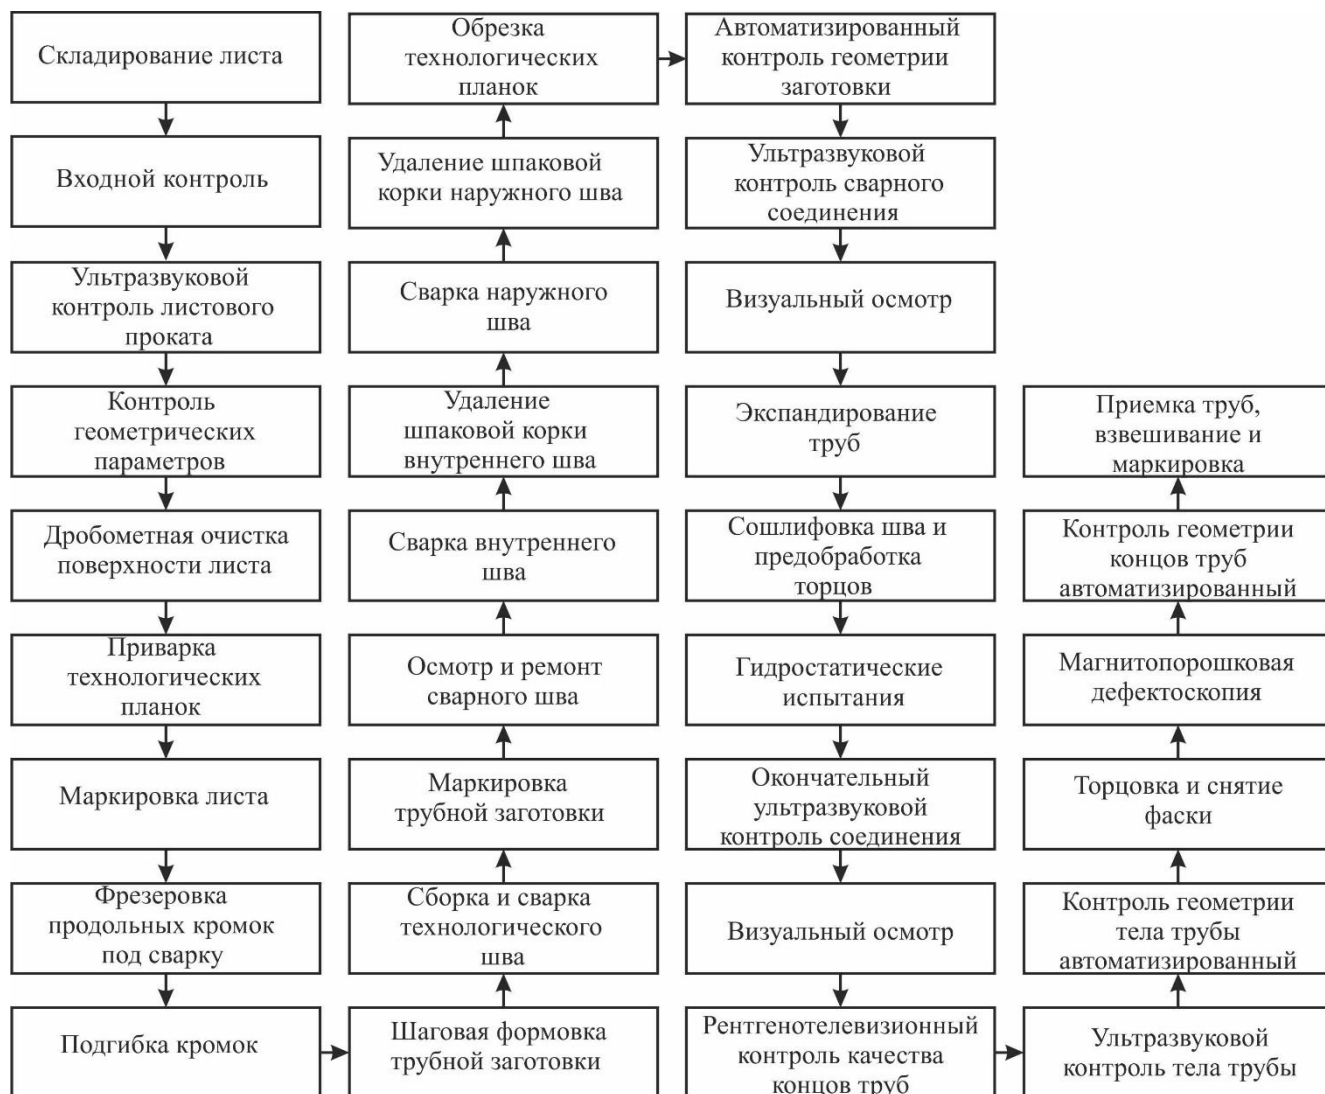 Складирование листа
Входной контроль
Ультразвуковой
контроль листового
проката
Контроль
геометрических
параметров
Дробометная очистка
поверхности листа
Приварка
технологических
планок
Маркировка листа
Фрезеровка
продольных кромок
под сварку
Подгибка кромок
Шаговая формовка
трубной заготовки
Сборка и сварка
технологического
шва
Маркировка
трубной заготовки
Осмотр и ремонт
сварного шва
Сварка внутреннего
шва
Удаление
шпаковой корки
внутреннего шва
Сварка наружного
шва
Удаление шпаковой
корки наружного шва
Обрезка
технологических
планок
Автоматизированный
контроль геометрии
заготовки
Ультразвуковой
контроль сварного
соединения
Визуальный осмотр
Экспандирование
труб
Сошлифовка шва и
предобработка
торцов
Гидростатические
испытания
Окончательный
ультразвуковой
контроль соединения
Визуальный осмотр
Рентгенотелевизионный
контроль качества
концов труб
Ультразвуковой
контроль тела трубы
Контроль геометрии
тела трубы
автоматизированный
Торцовка и снятие
фаски
Магнитопорошковая
дефектоскопия
Контроль геометрии
концов труб
автоматизированный
Приемка труб,
взвешивание и
маркировка